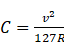 C = v²/127R